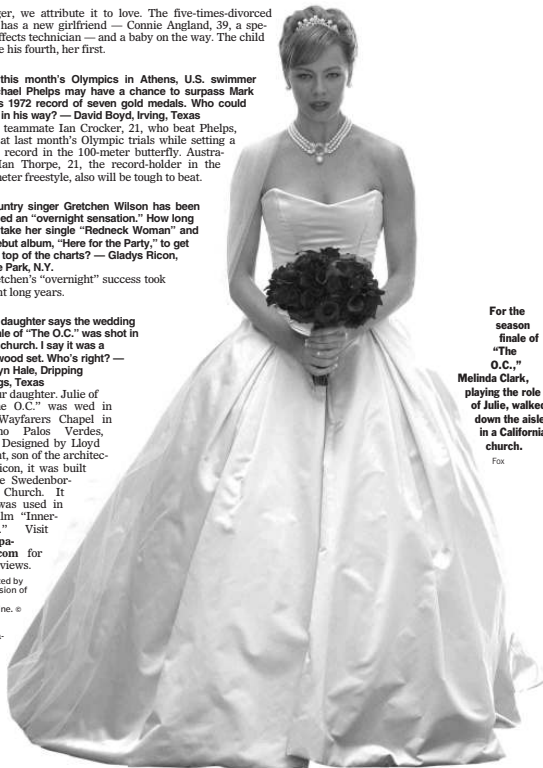 ger, we attribute it to love. The five-times-divorced
has a new girlfriend — Connie Angland, 39, a spe-
ffects technician — and a baby on the way. The child
e his fourth, her first.
this month's Olympics in Athens, U.S. swimmer
chael Phelps may have a chance to surpass Mark
s 1972 record of seven gold medals. Who could
in his way? — David Boyd, Irving, Texas
teammate Ian Crocker, 21, who beat Phelps,
at last month's Olympic trials while setting a
record in the 100-meter butterfly. Austra-
Ian Thorpe, 21, the record-holder in the
meter freestyle, also will be tough to beat.
untry singer Gretchen Wilson has been
ed an "overnight sensation." How long
take her single "Redneck Woman" and
ebut album, "Here for the Party," to get
top of the charts? — Gladys Ricon,
e Park, N.Y.
etchen's "overnight" success took
nt long years.
daughter says the wedding
ale of "The O.C." was shot in
church. I say it was a
wood set. Who's right? —
yn Hale, Dripping
gs, Texas
ur daughter. Julie of
e O.C." was wed in
Wayfarers Chapel in
ho Palos Verdes,
Designed by Lloyd
ht, son of the architec-
icon, it was built
e Swedenbor-
Church. It
was used in
lm "Inner-
." Visit
pa-
com for
views.
ted by
sion of
ne. ©
a-
For the
season
finale of
"The
O.C.,"
Melinda Clark,
playing the role
of Julie, walked
down the aisle
in a California
church.
Fox